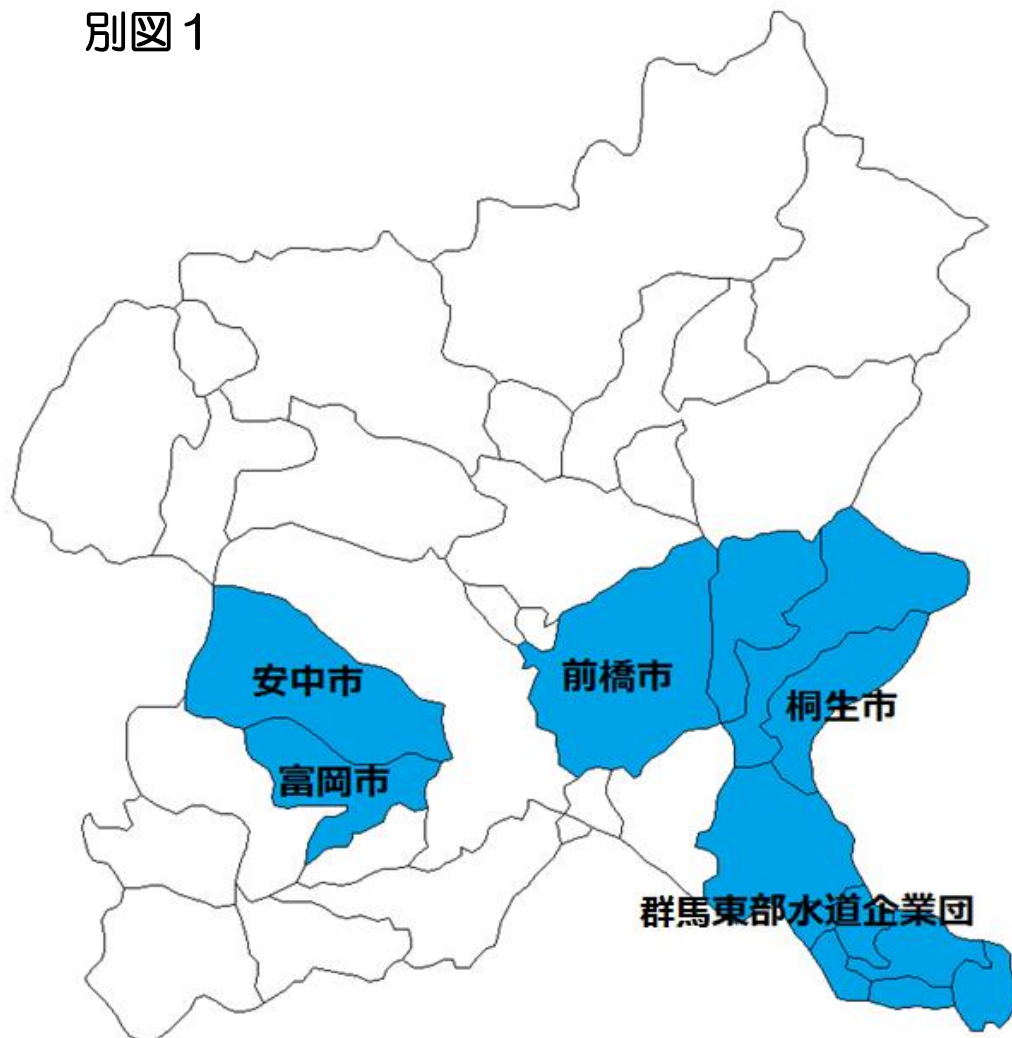 別図1
安中市
前橋市
桐生市
富岡市
群馬東部水道企業団